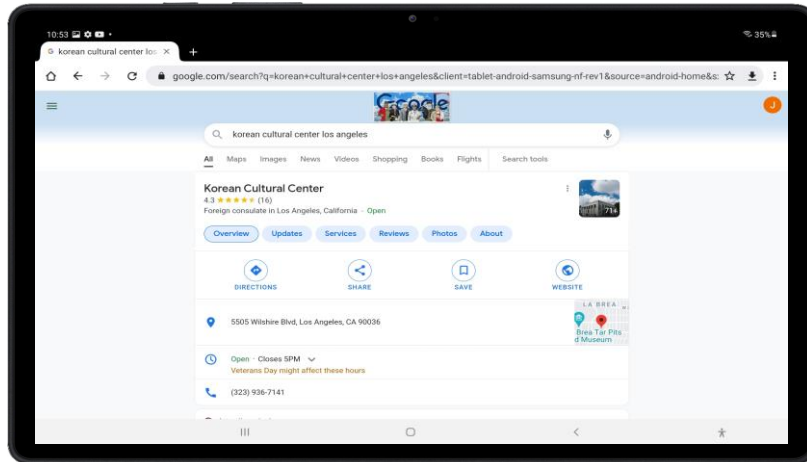 10:53
35%
G korean cultural center los
google.com/search?q=korean+cultural+center+los+angeles&client=tablet-android-samsung-nf-rev1&source=android-home&s:
Google
J
korean cultural center los angeles
All Maps Images News Videos Shopping Books Flights Search tools
Korean Cultural Center
4.3 (16)
Foreign consulate in Los Angeles, California · Open
71+
Overview Updates Services Reviews Photos About
DIRECTIONS SHARE SAVE WEBSITE
LA BREA
5505 Wilshire Blvd, Los Angeles, CA 90036
Brea Tar Pits
d Museum
Open · Closes 5PM
Veterans Day might affect these hours
(323) 936-7141